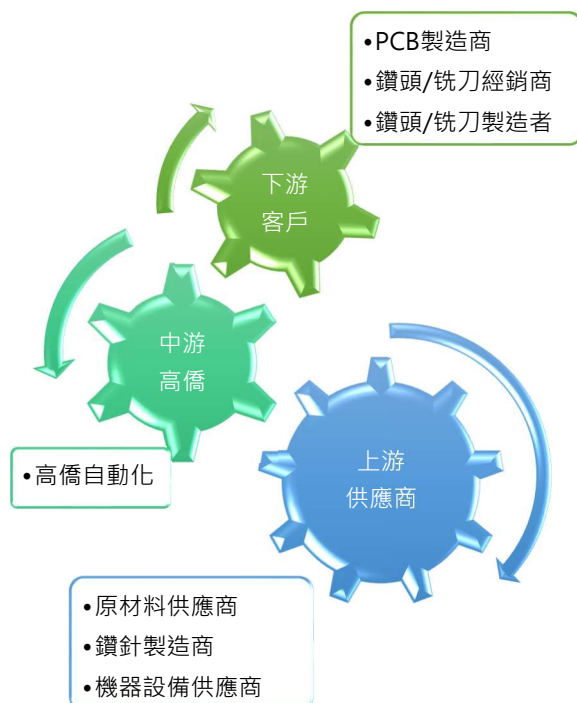 •PCB製造商
•鑽頭/铣刀經銷商
•鑽頭/铣刀製造者
下游
客戶
中游
高僑
•高僑自動化
上游
供應商
•原材料供應商
•鑽針製造商
•機器設備供應商